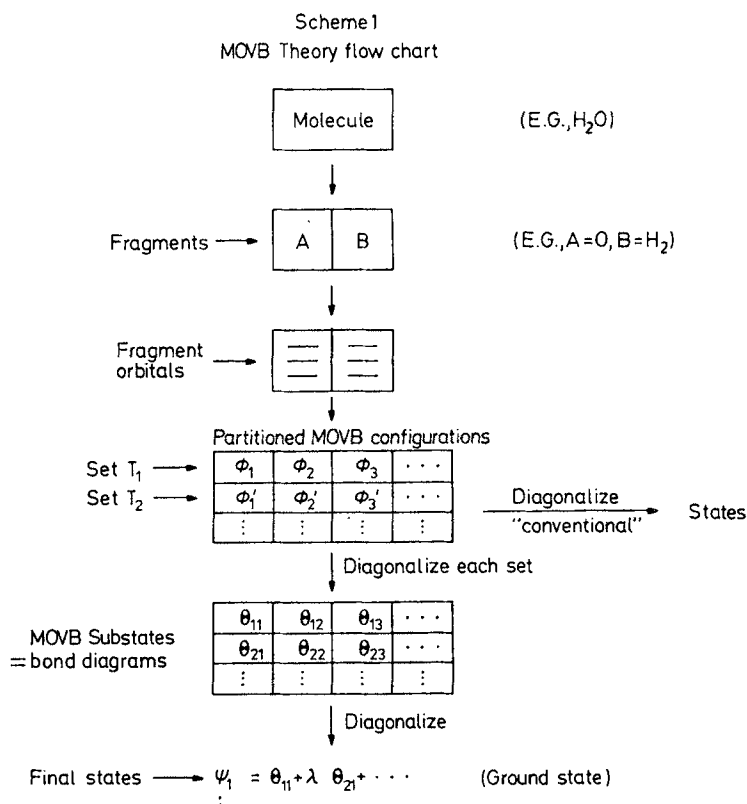 Scheme 1
MOVB Theory flow chart
Molecule (E.G., H₂O)
Fragments → A B (E.G., A=O, B=H₂)
Fragment
orbitals →
Partitioned MOVB configurations
Set T₁ → Φ₁ Φ₂ Φ₃ · · ·
Set T₂ → Φ₁′ Φ₂′ Φ₃′ · · ·
⋮ ⋮ ⋮ ⋮
Diagonalize
"conventional" → States
Diagonalize each set
MOVB Substates
= bond diagrams
θ₁₁ θ₁₂ θ₁₃ · · ·
θ₂₁ θ₂₂ θ₂₃ · · ·
⋮ ⋮ ⋮ ⋮
Diagonalize
Final states → Ψ₁ = θ₁₁ + λ θ₂₁ + · · · (Ground state)
⋮